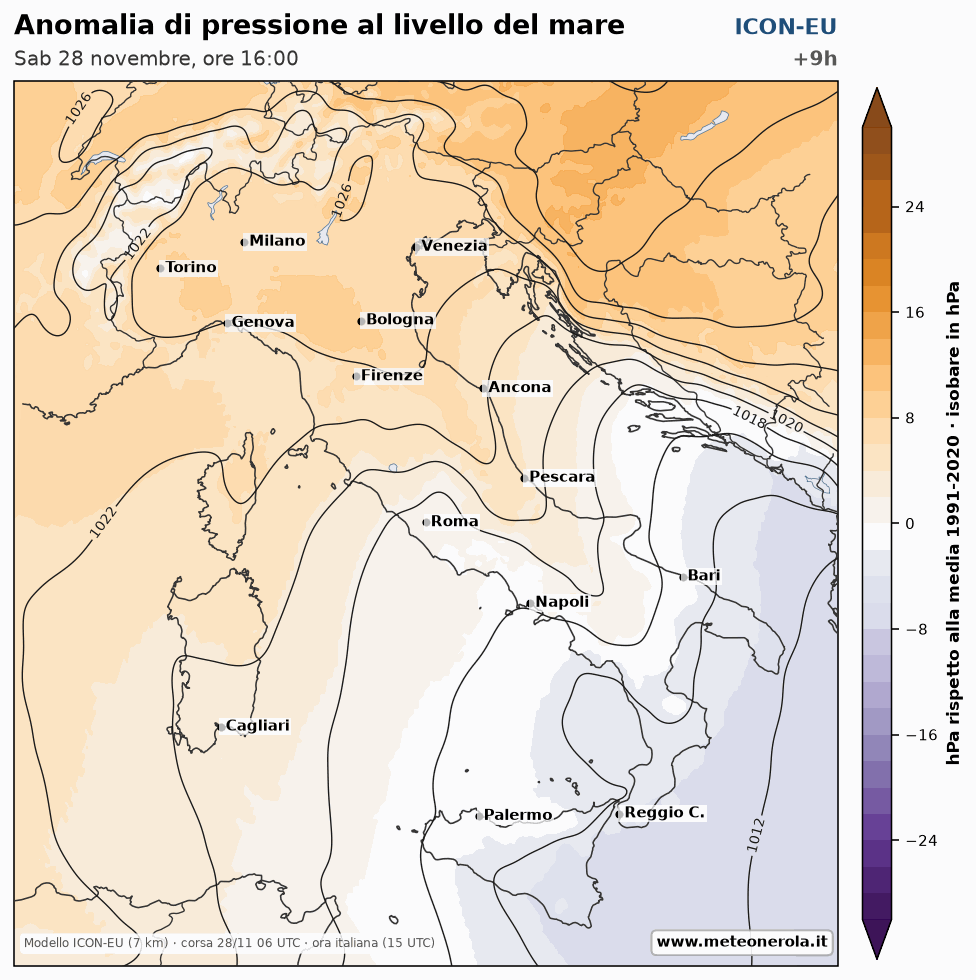 Anomalia di pressione al livello del mare
ICON-EU
Sab 28 novembre, ore 16:00
+9h
1026
1026
1022
Milano
Venezia
Torino
Genova
Bologna
Firenze
Ancona
1018
1020
1022
Pescara
Roma
Bari
Napoli
Cagliari
Palermo
Reggio C.
1012
Modello ICON-EU (7 km) · corsa 28/11 06 UTC · ora italiana (15 UTC)
www.meteonerola.it
24
16
8
0
−8
−16
−24
hPa rispetto alla media 1991-2020 · isobare in hPa